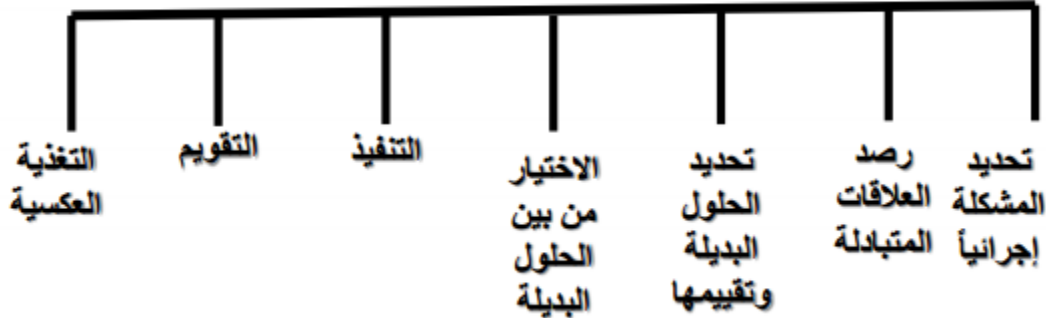 تحديد
المشكلة
إجرائياً
رصد
العلاقات
المتبادلة
تحديد
الحلول
البديلة
وتقييمها
الاختيار
من بين
الحلول
البديلة
التنفيذ
التقويم
التغذية
العكسية